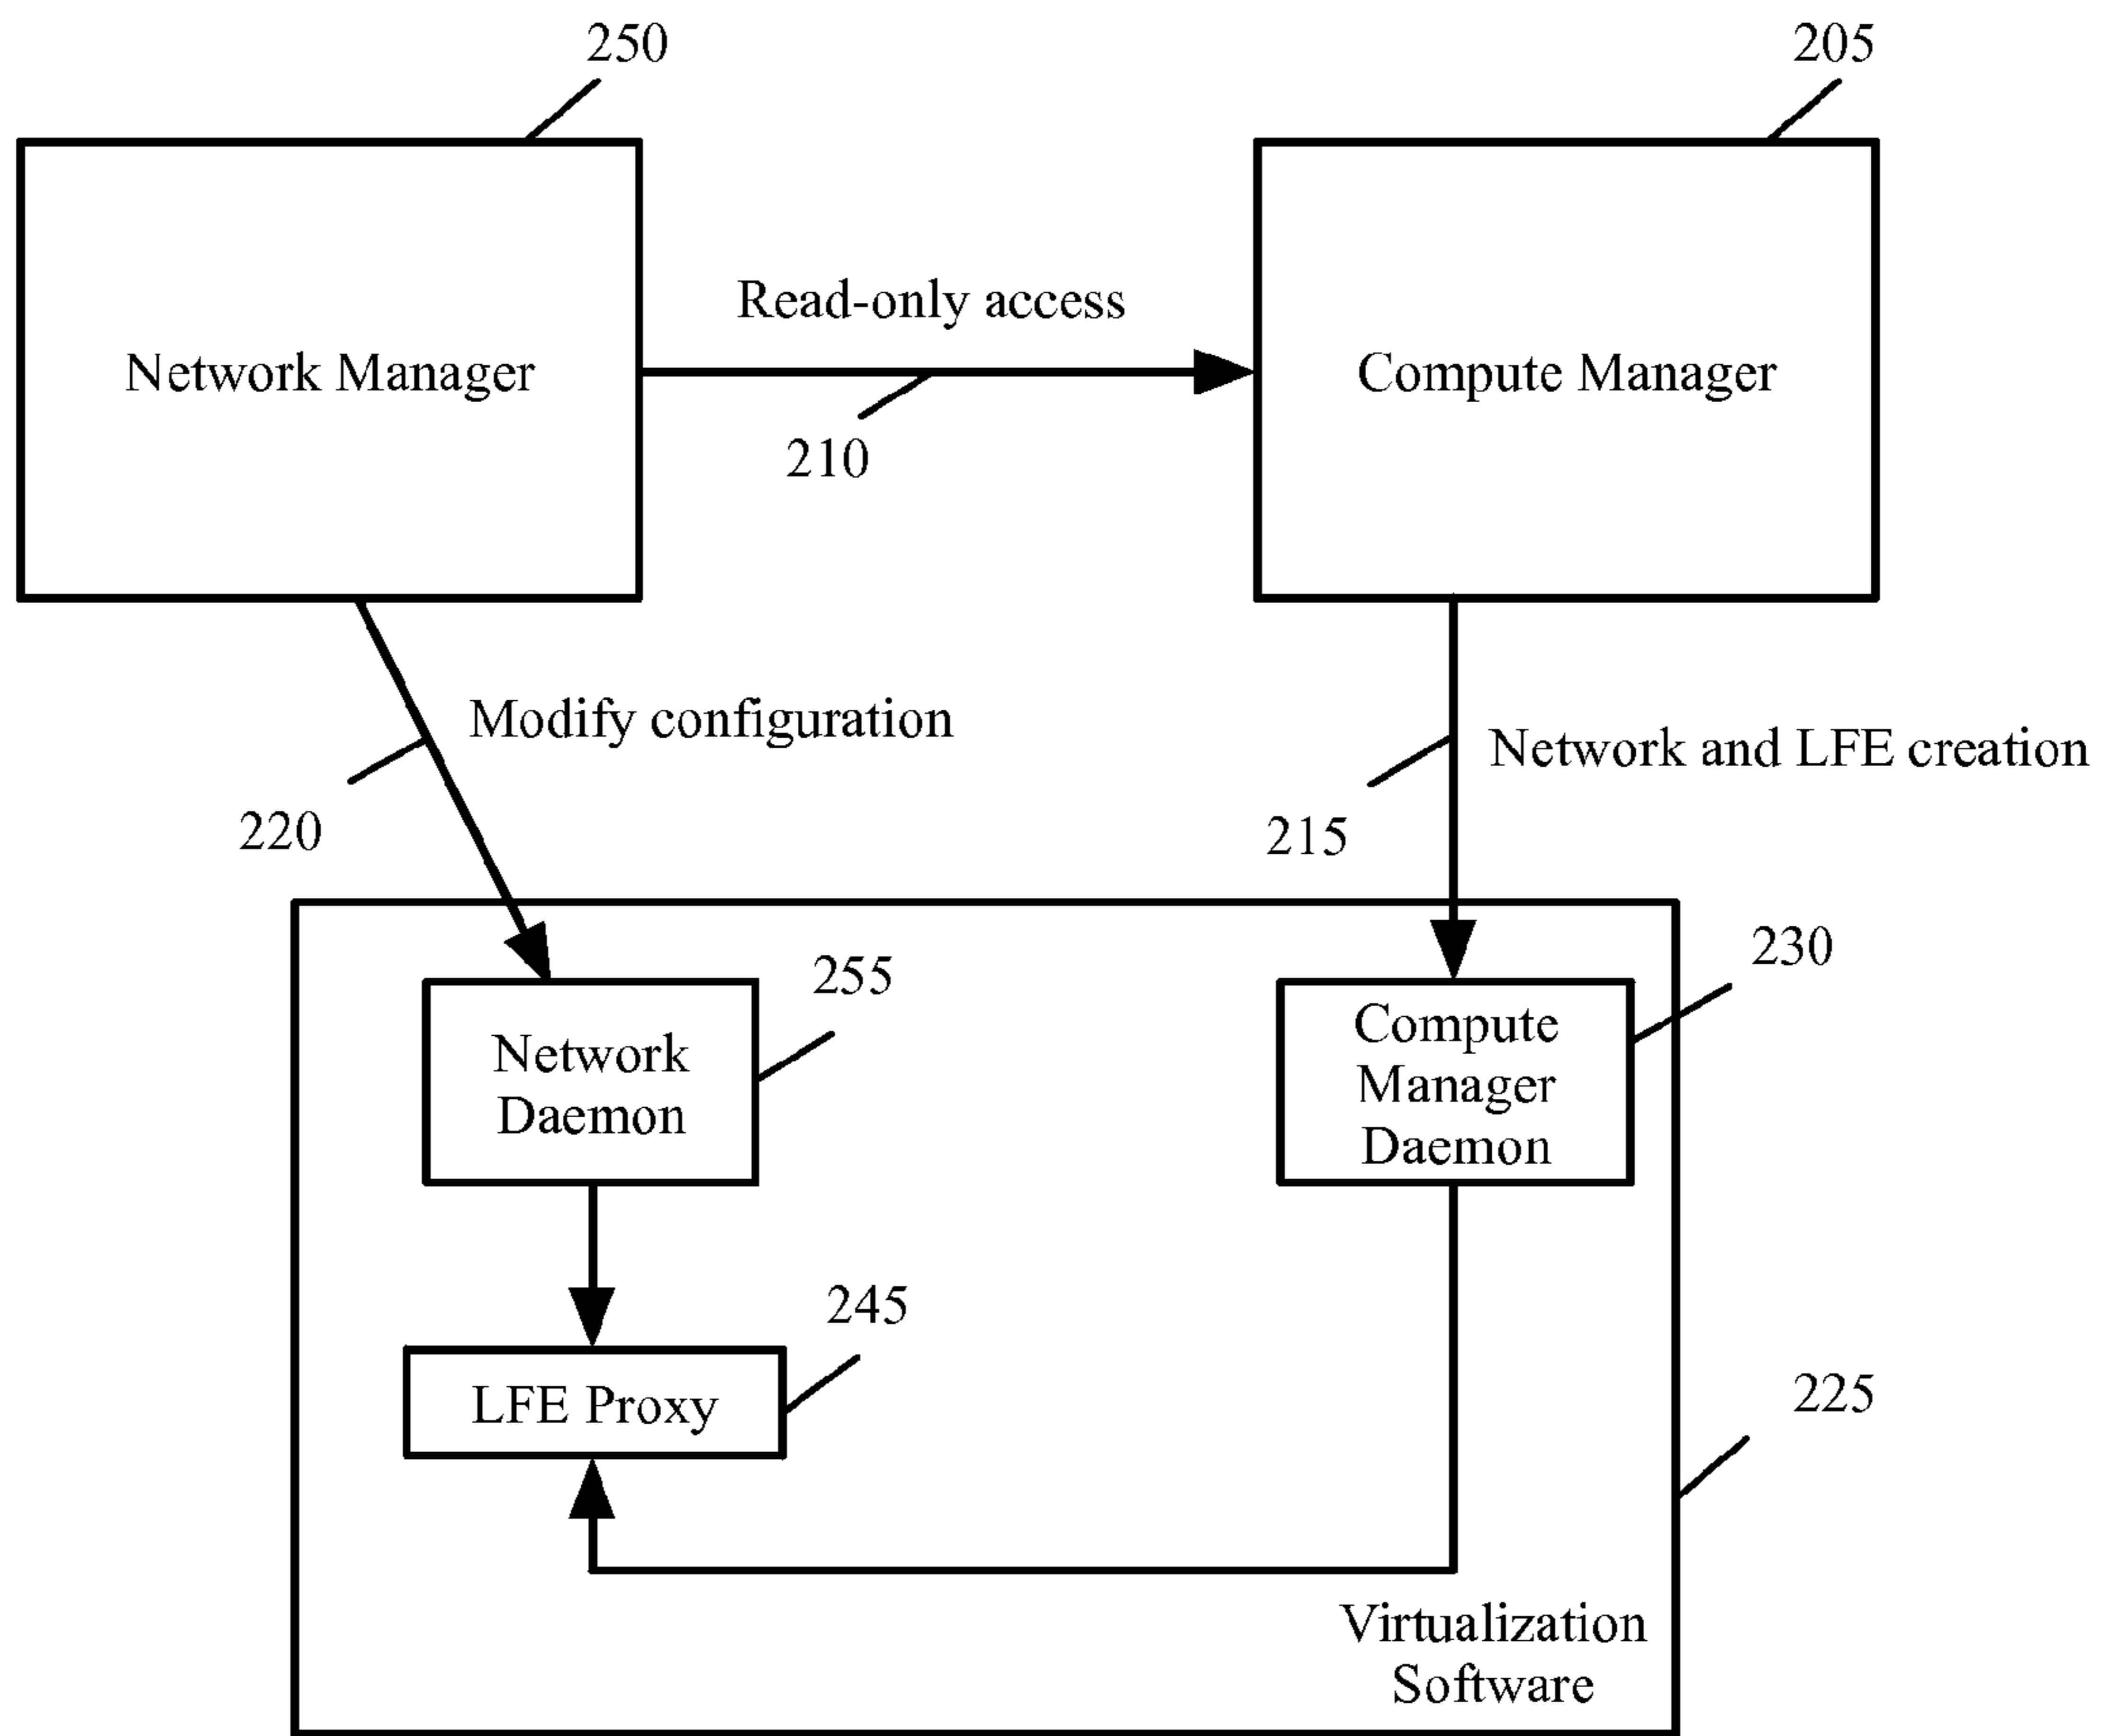 250
205
Read-only access
Network Manager
Compute Manager
210
Modify configuration
Network and LFE creation
220
215
230
255
Network
Daemon
Compute
Manager
Daemon
245
LFE Proxy
225
Virtualization
Software